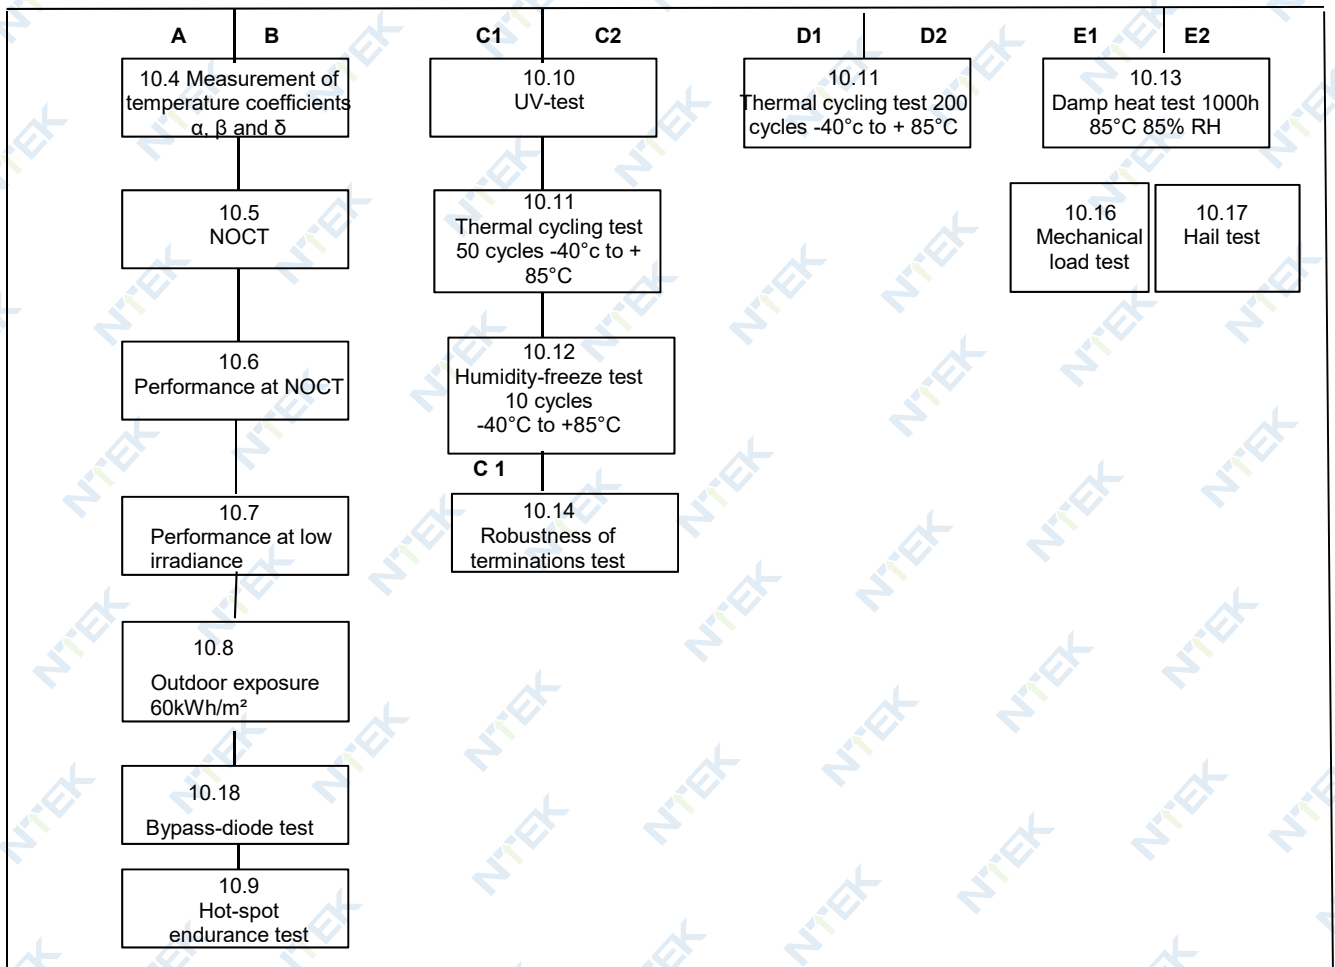 A B
10.4 Measurement of
temperature coefficients
α, β and δ
10.5
NOCT
10.6
Performance at NOCT
10.7
Performance at low
irradiance
10.8
Outdoor exposure
60kWh/m²
10.18
Bypass-diode test
10.9
Hot-spot
endurance test
C1 C2
10.10
UV-test
10.11
Thermal cycling test
50 cycles -40°c to +
85°C
10.12
Humidity-freeze test
10 cycles
-40°C to +85°C
C 1
10.14
Robustness of
terminations test
D1 D2
10.11
Thermal cycling test 200
cycles -40°c to + 85°C
E1 E2
10.13
Damp heat test 1000h
85°C 85% RH
10.16
Mechanical
load test
10.17
Hail test
NTEK